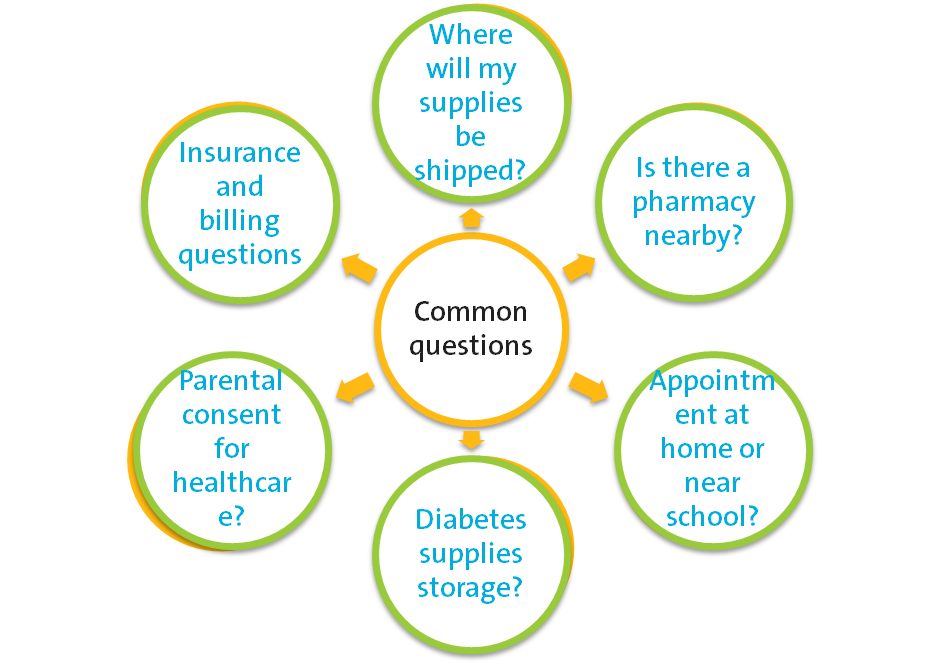 Where
will my
supplies
be
shipped?
Is there a
pharmacy
nearby?
Appointm
ent at
home or
near
school?
Diabetes
supplies
storage?
Parental
consent
for
healthcar
e?
Insurance
and
billing
questions
Common
questions